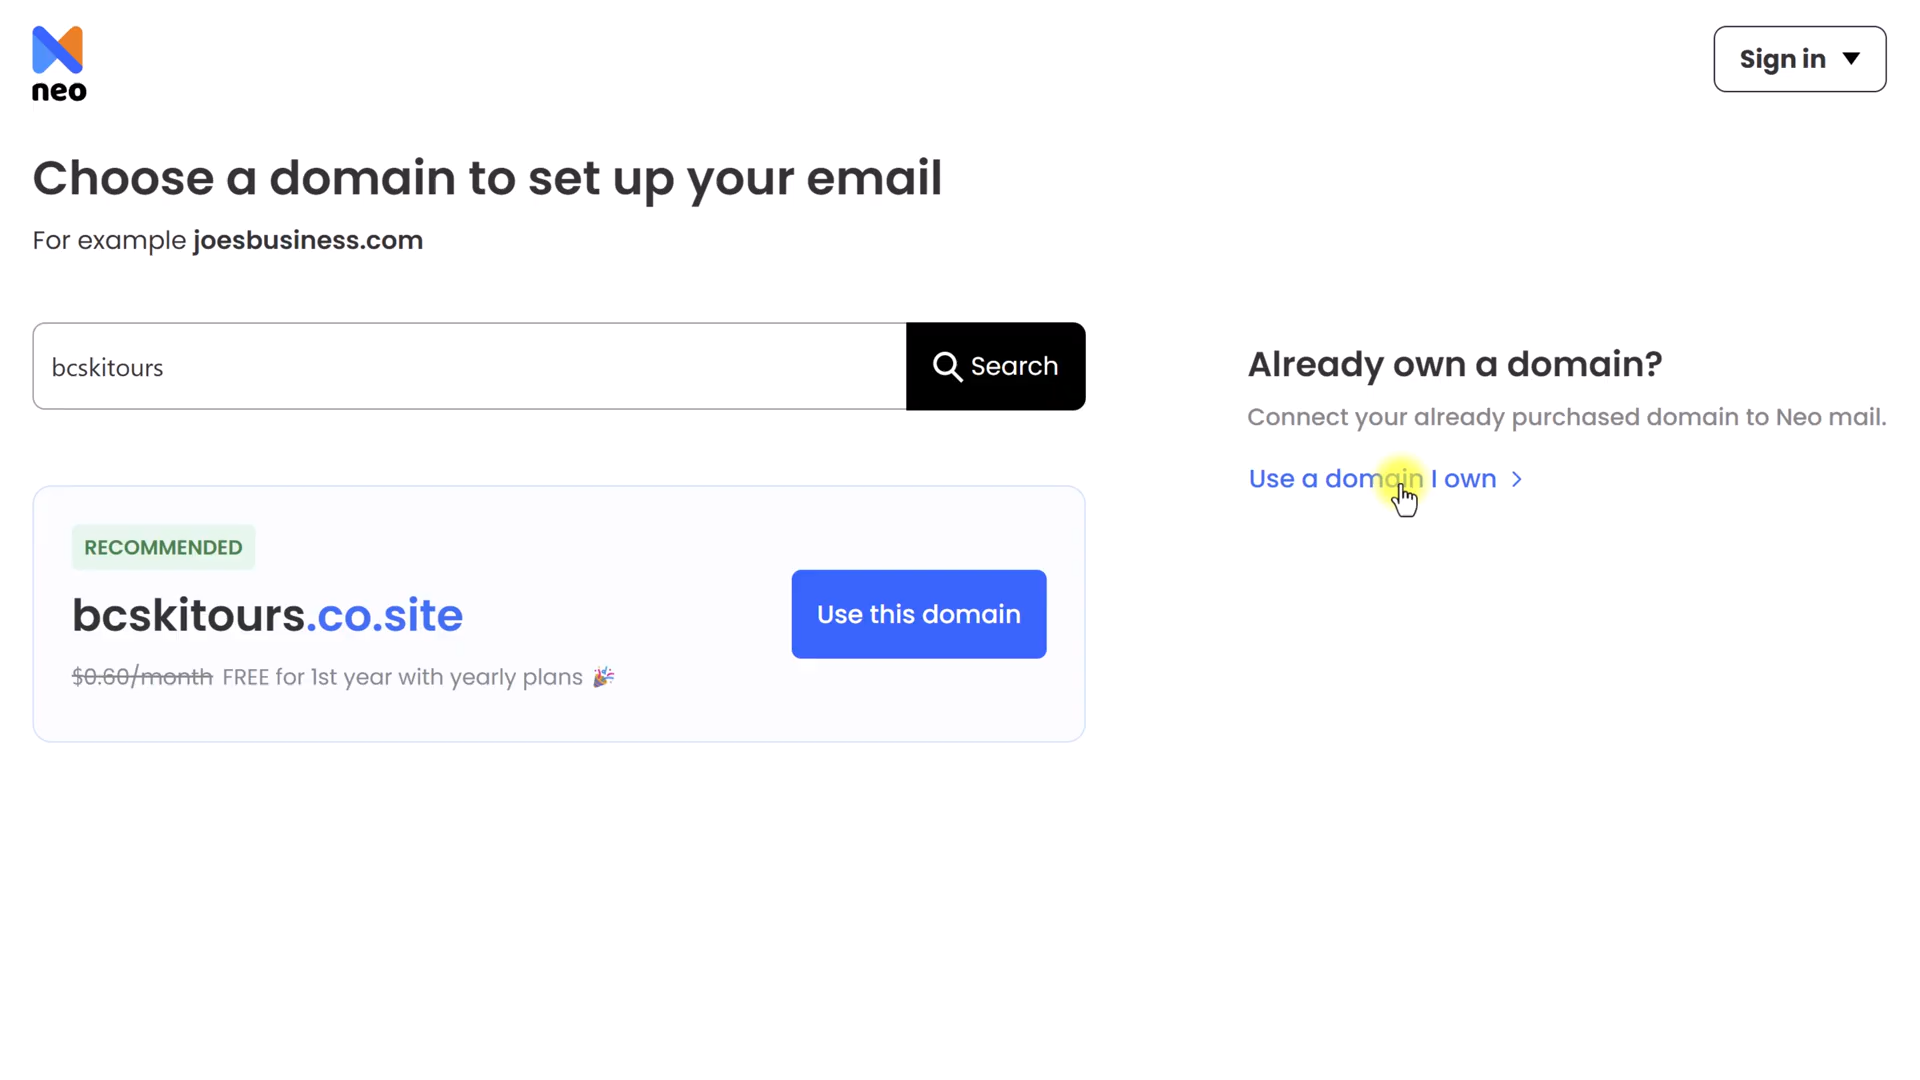 neo
Sign in
Choose a domain to set up your email
For example joesbusiness.com
bcskitours
Search
Already own a domain?
Connect your already purchased domain to Neo mail.
Use a domain I own
RECOMMENDED
bcskitours.co.site
Use this domain
$0.60/month FREE for 1st year with yearly plans 🎉